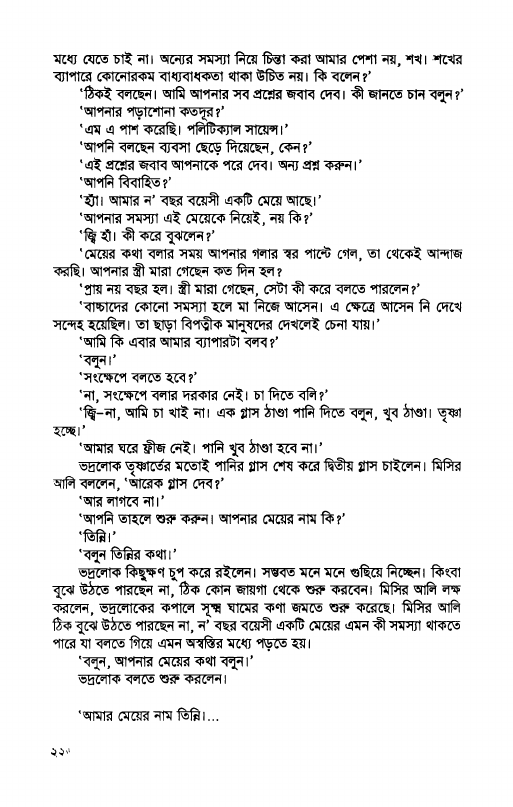 মধ্যে যেতে চাই না। অন্যের সমস্যা নিয়ে চিন্তা করা আমার পেশা নয়, শখ। শখের
ব্যাপারে কোনোরকম বাধ্যবাধকতা থাকা উচিত নয়। কি বলেন?’
‘ঠিকই বলছেন। আমি আপনার সব প্রশ্নের জবাব দেব। কী জানতে চান বলুন?’
‘আপনার পড়াশোনা কতদূর?’
‘এম এ পাশ করেছি। পলিটিক্যাল সায়েন্স।’
‘আপনি বলছেন ব্যবসা ছেড়ে দিয়েছেন, কেন?’
‘এই প্রশ্নের জবাব আপনাকে পরে দেব। অন্য প্রশ্ন করুন।’
‘আপনি বিবাহিত?’
‘হ্যাঁ। আমার ন’ বছর বয়েসী একটি মেয়ে আছে।’
‘আপনার সমস্যা এই মেয়েকে নিয়েই, নয় কি?’
‘জ্বি হাঁ। কী করে বুঝলেন?’
‘মেয়ের কথা বলার সময় আপনার গলার স্বর পাল্টে গেল, তা থেকেই আন্দাজ
করছি। আপনার স্ত্রী মারা গেছেন কত দিন হল?
‘প্রায় নয় বছর হল। স্ত্রী মারা গেছেন, সেটা কী করে বলতে পারলেন?’
‘বাচ্চাদের কোনো সমস্যা হলে মা নিজে আসেন। এ ক্ষেত্রে আসেন নি দেখে
সন্দেহ হয়েছিল। তা ছাড়া বিপত্নীক মানুষদের দেখলেই চেনা যায়।’
‘আমি কি এবার আমার ব্যাপারটা বলব?’
‘বলুন।’
‘সংক্ষেপে বলতে হবে?’
‘না, সংক্ষেপে বলার দরকার নেই। চা দিতে বলি?’
‘জ্বি–না, আমি চা খাই না। এক গ্লাস ঠাণ্ডা পানি দিতে বলুন, খুব ঠাণ্ডা। তৃষ্ণা
হচ্ছে।’
‘আমার ঘরে ফ্রীজ নেই। পানি খুব ঠাণ্ডা হবে না।’
ভদ্রলোক তৃষ্ণার্তের মতোই পানির গ্লাস শেষ করে দ্বিতীয় গ্লাস চাইলেন। মিসির
আলি বললেন, ‘আরেক গ্লাস দেব?’
‘আর লাগবে না।’
‘আপনি তাহলে শুরু করুন। আপনার মেয়ের নাম কি?’
‘তিন্নি।’
‘বলুন তিন্নির কথা।’
ভদ্রলোক কিছুক্ষণ চুপ করে রইলেন। সম্ভবত মনে মনে গুছিয়ে নিচ্ছেন। কিংবা
বুঝে উঠতে পারছেন না, ঠিক কোন জায়গা থেকে শুরু করবেন। মিসির আলি লক্ষ
করলেন, ভদ্রলোকের কপালে সূক্ষ্ম ঘামের কণা জমতে শুরু করেছে। মিসির আলি
ঠিক বুঝে উঠতে পারছেন না, ন’ বছর বয়েসী একটি মেয়ের এমন কী সমস্যা থাকতে
পারে যা বলতে গিয়ে এমন অস্বস্তির মধ্যে পড়তে হয়।
‘বলুন, আপনার মেয়ের কথা বলুন।’
ভদ্রলোক বলতে শুরু করলেন।
‘আমার মেয়ের নাম তিন্নি।...